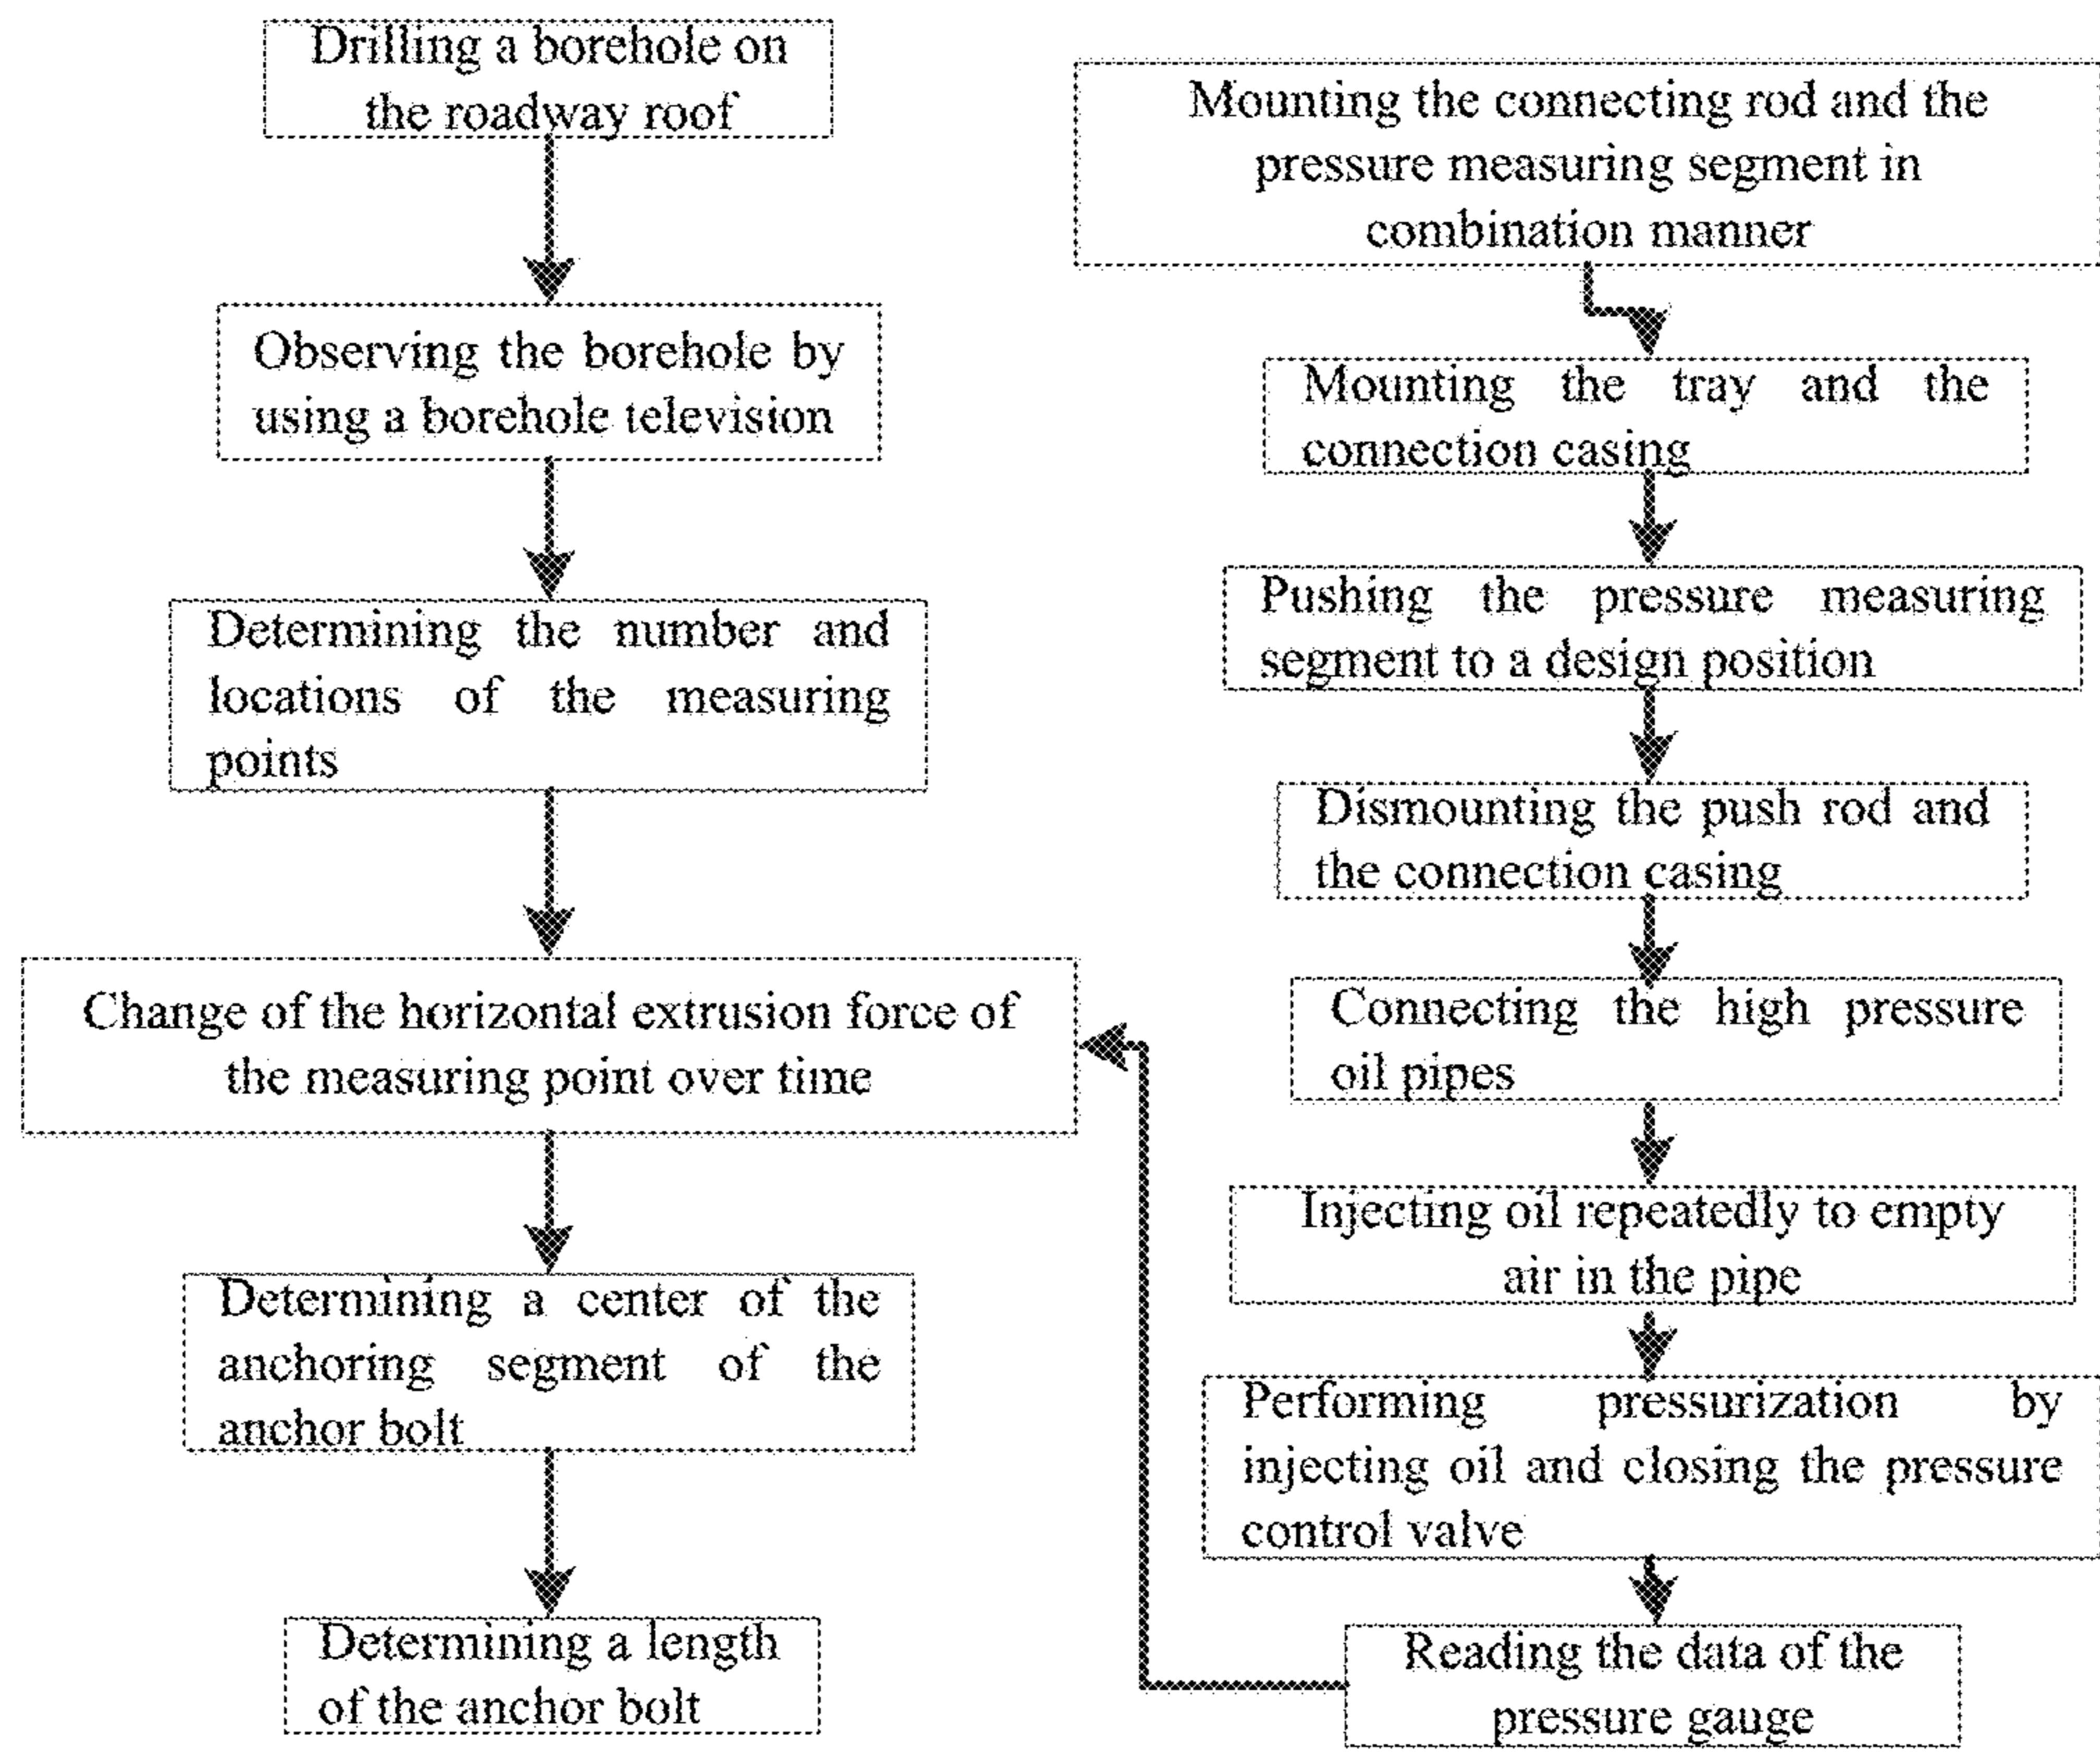 Drilling a borehole on
the roadway roof
Observing the borehole by
using a borehole television
Determining the number and
locations of the measuring
points
Change of the horizontal extrusion force of
the measuring point over time
Determining a center of the
anchoring segment of the
anchor bolt
Determining a length
of the anchor bolt
Mounting the connecting rod and the
pressure measuring segment in
combination manner
Mounting the tray and the
connection casing
Pushing the pressure measuring
segment to a design position
Dismounting the push rod and
the connection casing
Connecting the high pressure
oil pipes
Injecting oil repeatedly to empty
air in the pipe
Performing pressurization by
injecting oil and closing the pressure
control valve
Reading the data of the
pressure gauge